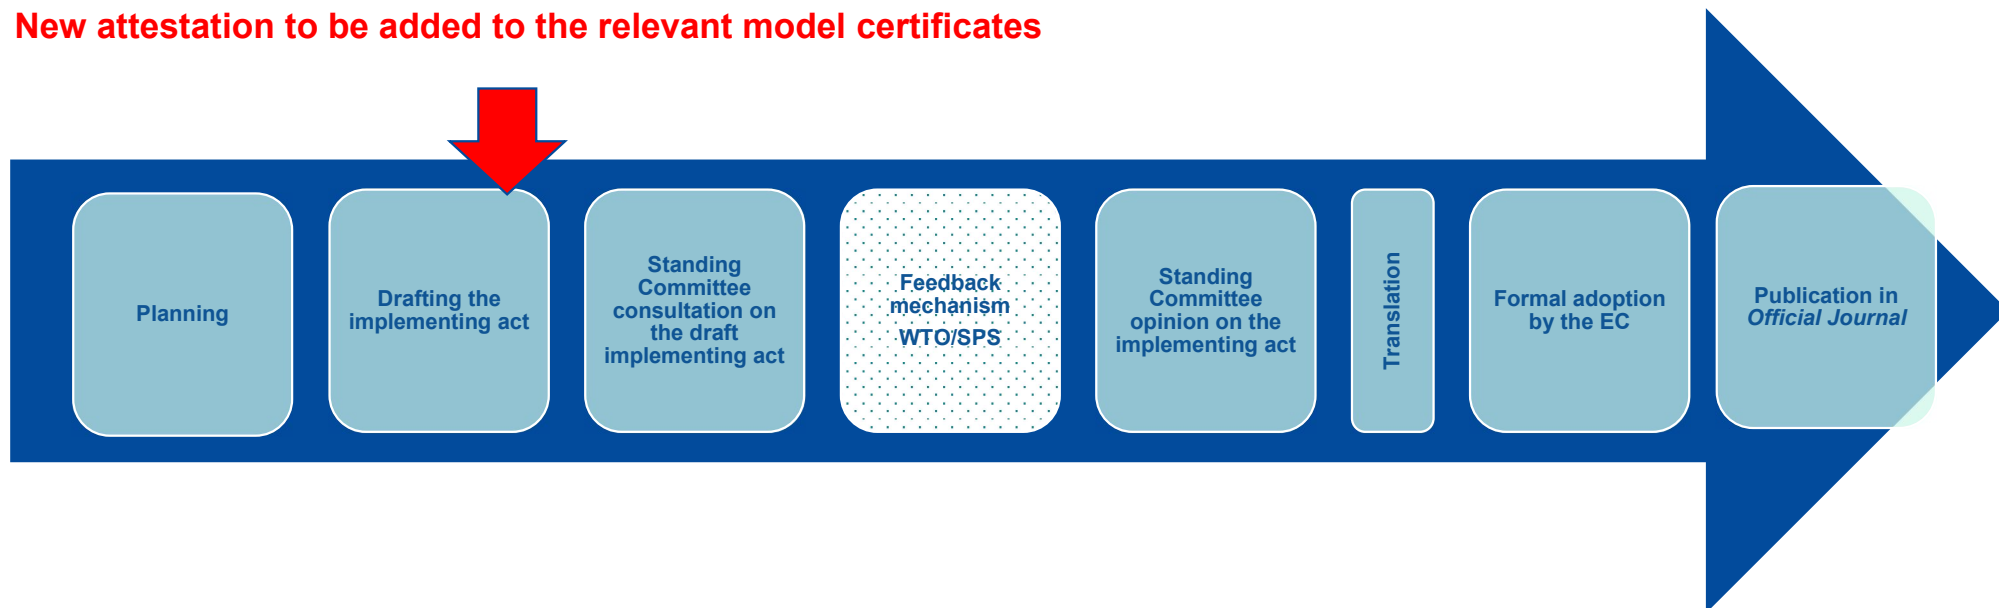 New attestation to be added to the relevant model certificates
Planning
Drafting the
implementing act
Standing
Committee
consultation on
the draft
implementing act
Feedback
mechanism
WTO/SPS
Standing
Committee
opinion on the
implementing act
Translation
Formal adoption
by the EC
Publication in
Official Journal